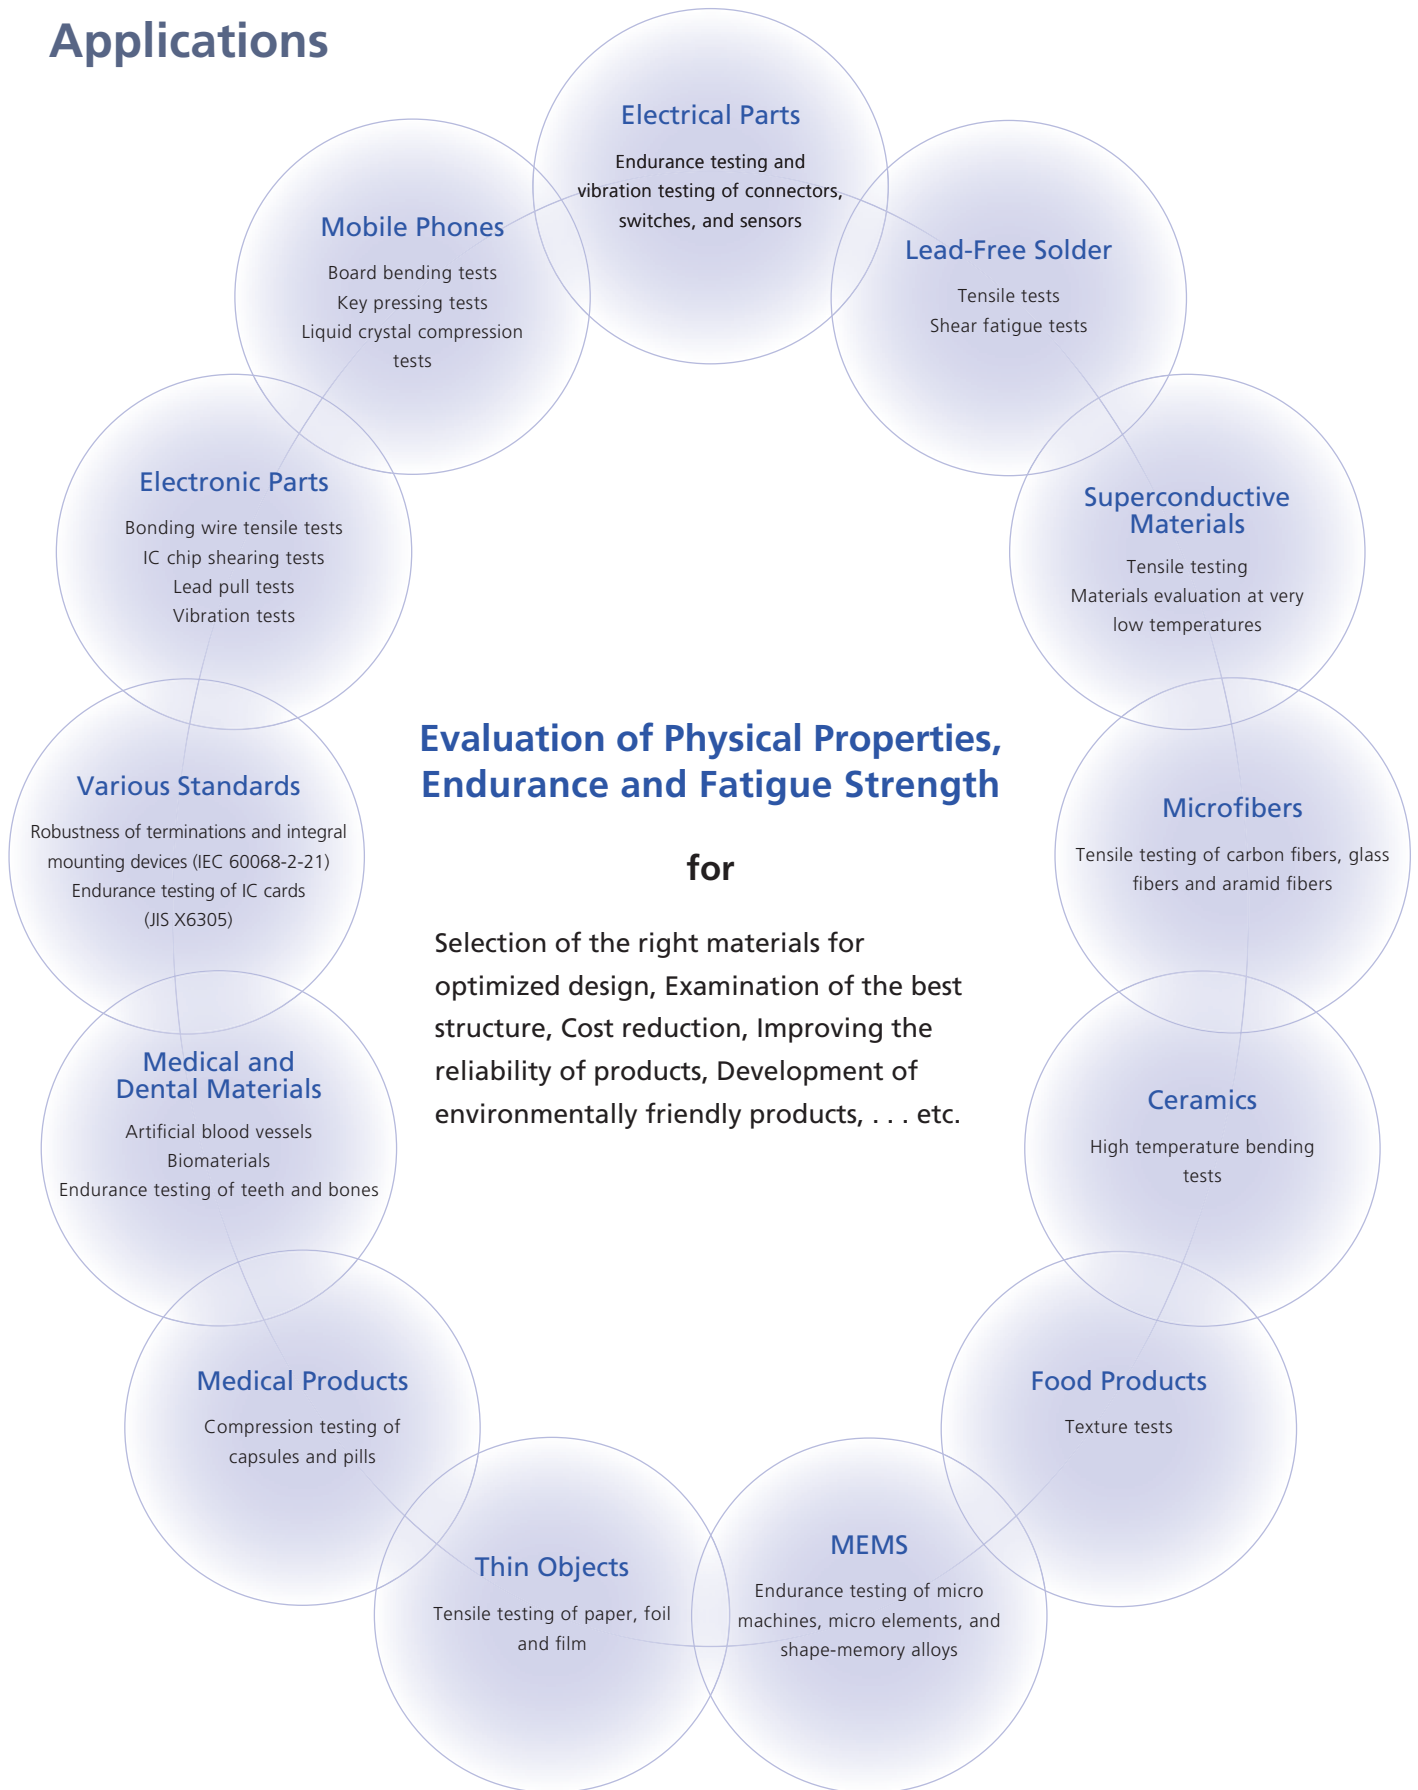 Applications
Electrical Parts
Endurance testing and
vibration testing of connectors,
switches, and sensors
Mobile Phones
Board bending tests
Key pressing tests
Liquid crystal compression
tests
Lead-Free Solder
Tensile tests
Shear fatigue tests
Electronic Parts
Bonding wire tensile tests
IC chip shearing tests
Lead pull tests
Vibration tests
Superconductive
Materials
Tensile testing
Materials evaluation at very
low temperatures
Evaluation of Physical Properties,
Endurance and Fatigue Strength
for
Selection of the right materials for
optimized design, Examination of the best
structure, Cost reduction, Improving the
reliability of products, Development of
environmentally friendly products, . . . etc.
Various Standards
Robustness of terminations and integral
mounting devices (IEC 60068-2-21)
Endurance testing of IC cards
(JIS X6305)
Microfibers
Tensile testing of carbon fibers, glass
fibers and aramid fibers
Medical and
Dental Materials
Artificial blood vessels
Biomaterials
Endurance testing of teeth and bones
Ceramics
High temperature bending
tests
Medical Products
Compression testing of
capsules and pills
Food Products
Texture tests
Thin Objects
Tensile testing of paper, foil
and film
MEMS
Endurance testing of micro
machines, micro elements, and
shape-memory alloys